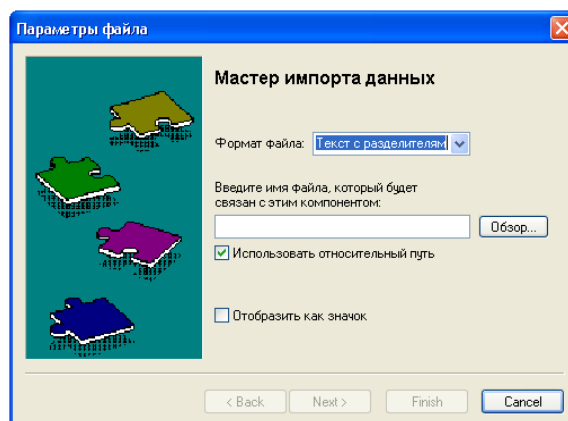 Параметры файла
Мастер импорта данных
Формат файла: Текст с разделителям
Введите имя файла, который будет
связан с этим компонентом:
Обзор...
Использовать относительный путь
Отобразить как значок
< Back Next > Finish Cancel